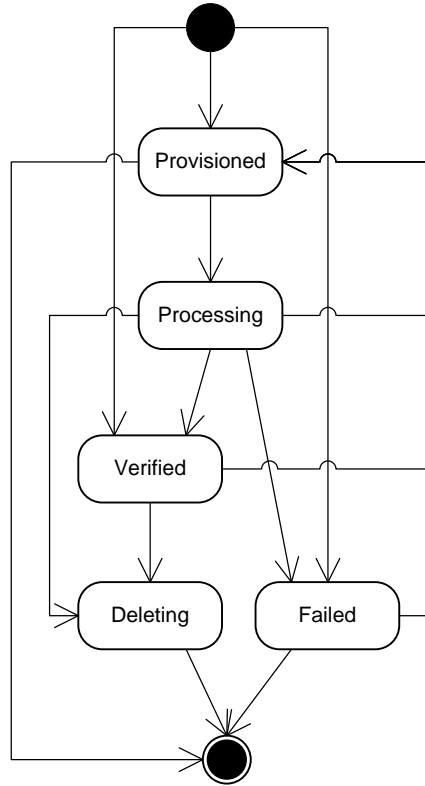 Provisioned
Processing
Verified
Deleting
Failed